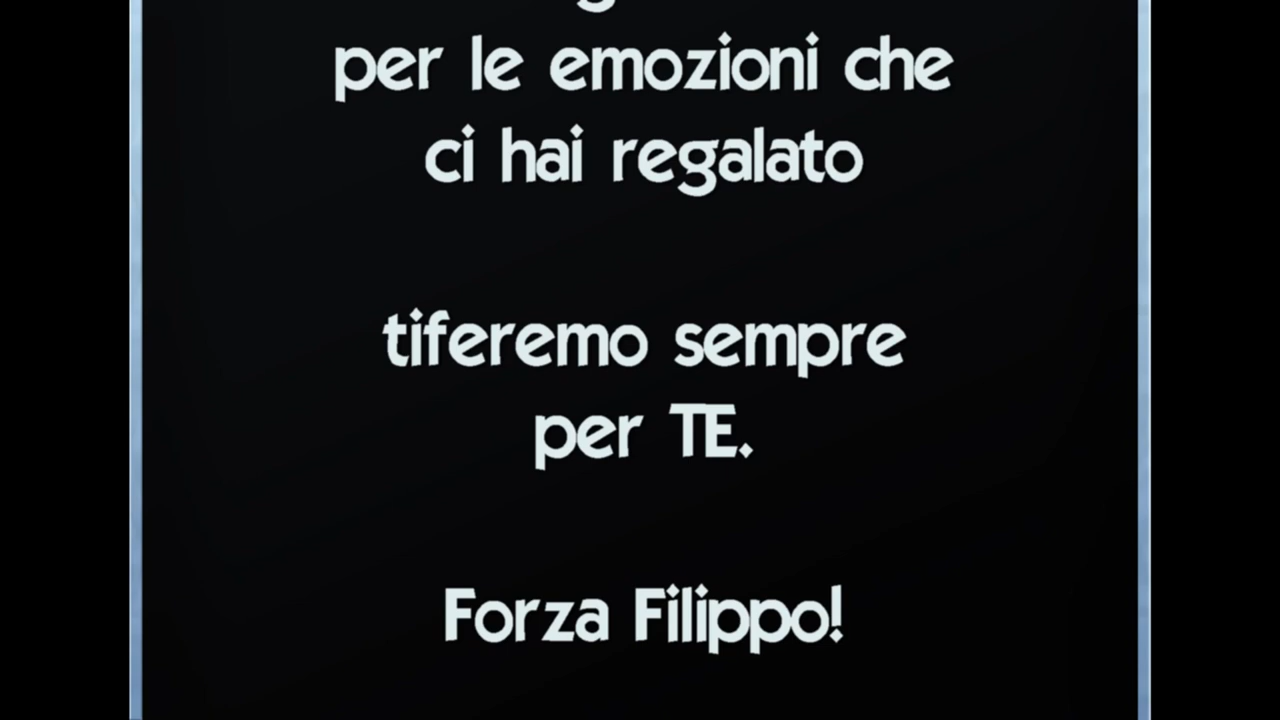 per le emozioni che
ci hai regalato
tiferemo sempre
per TE.
Forza Filippo!